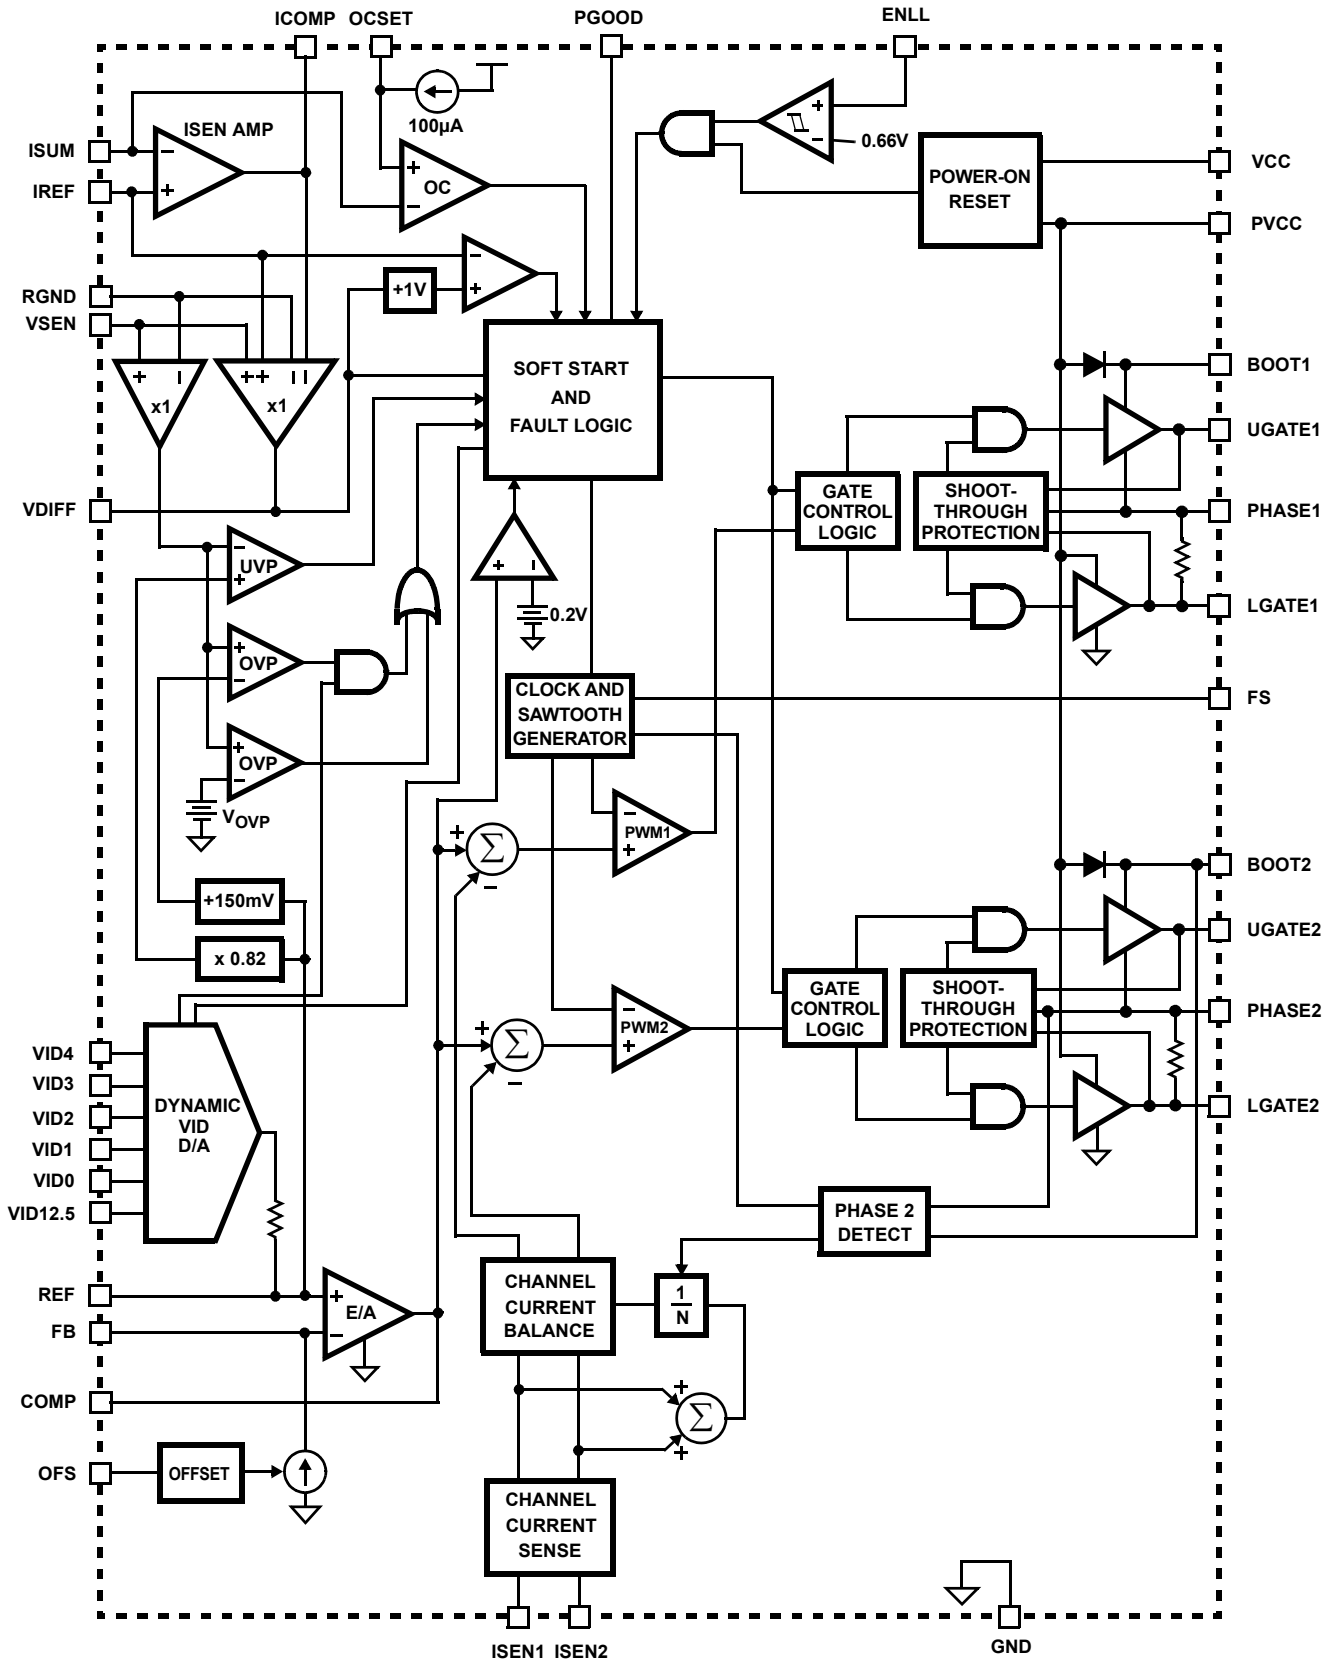 ICOMP OCSET PGOOD ENLL
ISEN AMP
100µA
+
−
0.66V
ISUM
−
IREF
+
+
OC
−
POWER-ON
RESET
VCC
PVCC
−
+1V
+
RGND
VSEN
+ − ++ − −
x1 x1
SOFT START
AND
FAULT LOGIC
BOOT1
UGATE1
VDIFF
GATE
CONTROL
LOGIC
SHOOT-
THROUGH
PROTECTION
PHASE1
−
UVP
+
+ −
0.2V
LGATE1
+
OVP
−
CLOCK AND
SAWTOOTH
GENERATOR
FS
+
OVP
−
VOVP
−
PWM1
+
+
Σ
−
BOOT2
+150mV
x 0.82
UGATE2
GATE
CONTROL
LOGIC
SHOOT-
THROUGH
PROTECTION
PHASE2
−
PWM2
+
+
Σ
−
VID4
VID3
VID2
VID1
VID0
VID12.5
DYNAMIC
VID
D/A
LGATE2
PHASE 2
DETECT
REF
+
E/A
FB
−
CHANNEL
CURRENT
BALANCE
1
N
COMP
+
Σ
+
OFS
OFFSET
CHANNEL
CURRENT
SENSE
ISEN1 ISEN2
GND